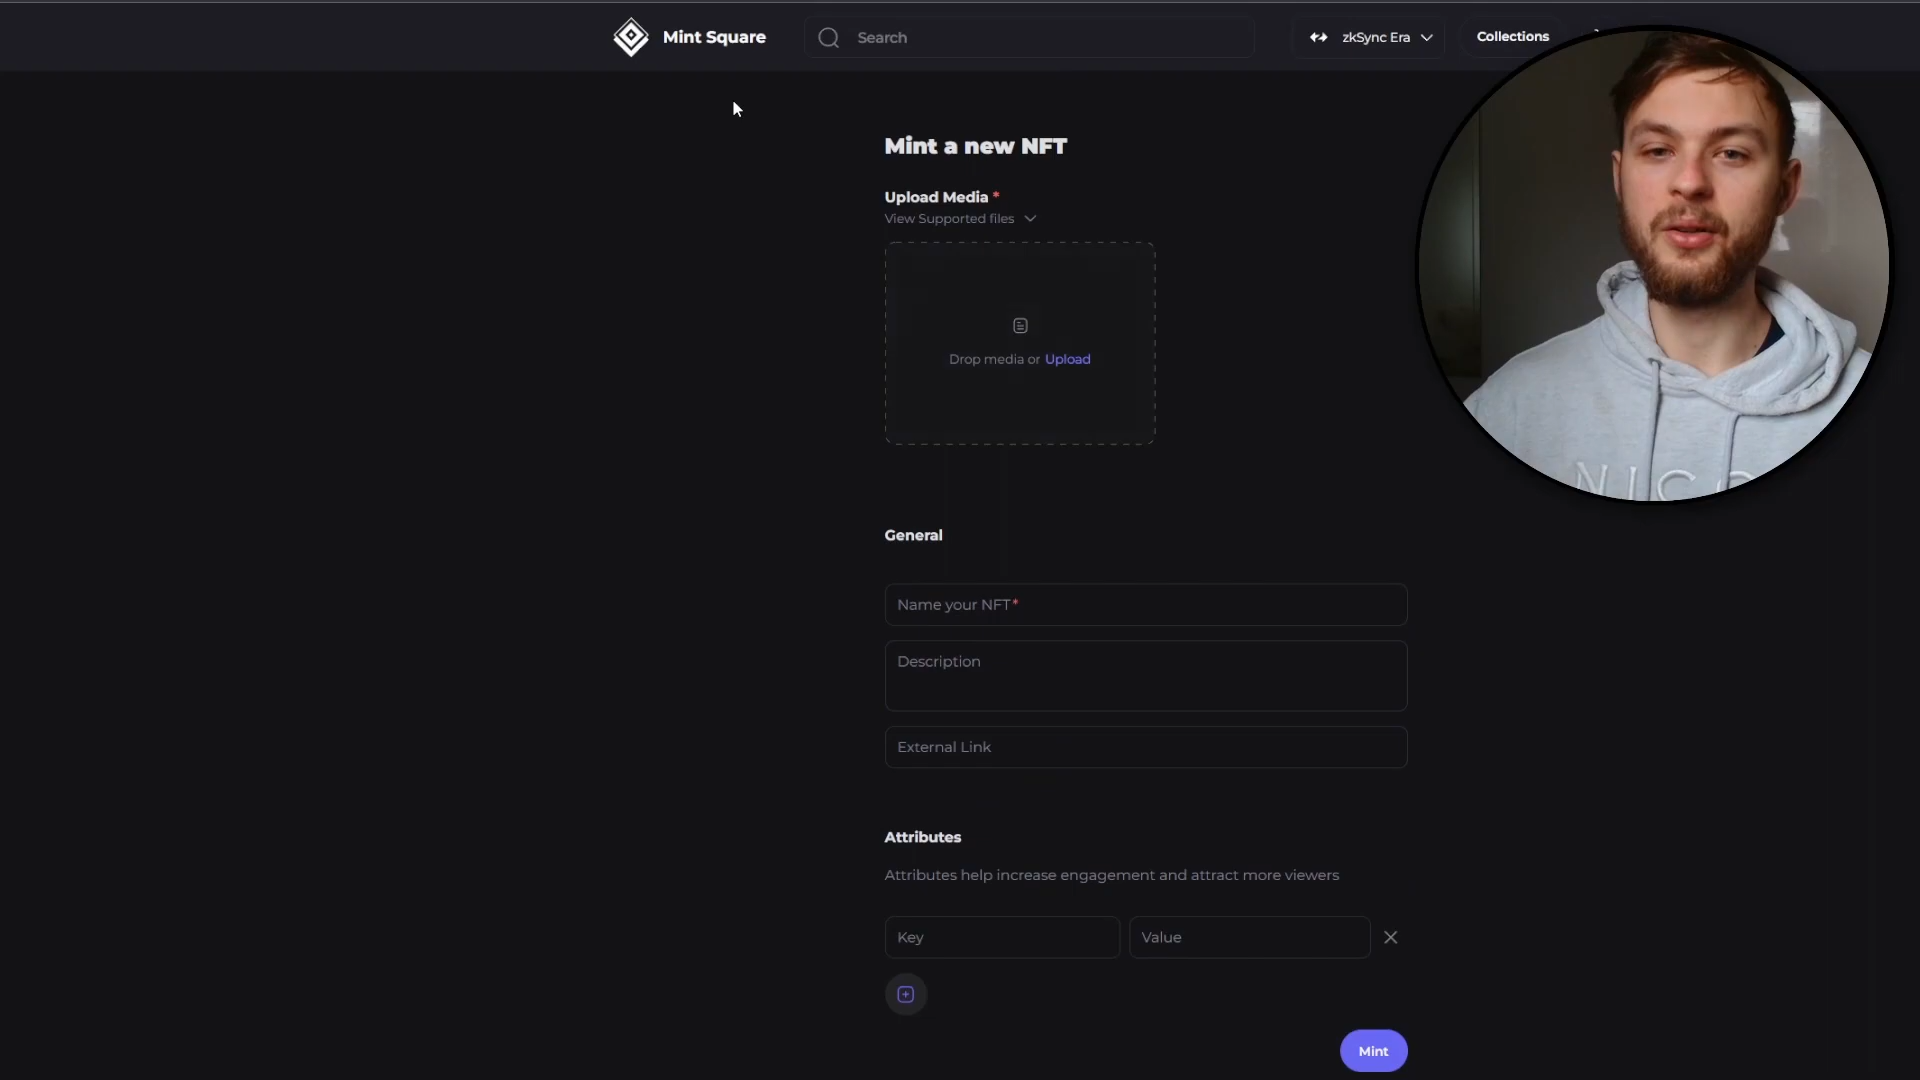 Mint Square
Search
zkSync Era
Collections
Mint a new NFT
Upload Media *
View Supported files
Drop media or Upload
General
Name your NFT*
Description
External Link
Attributes
Attributes help increase engagement and attract more viewers
Key
Value
Mint